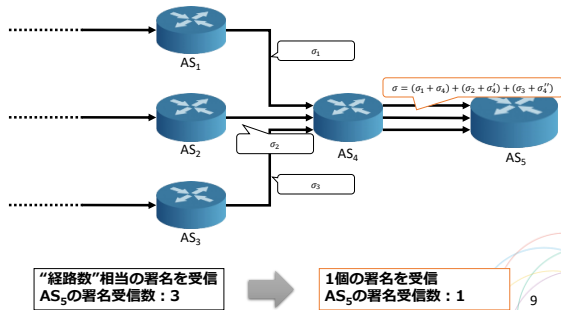 σ₁
AS₁
σ = (σ₁ + σ₄) + (σ₂ + σ₄′) + (σ₃ + σ₄′′)
AS₂
σ₂
AS₄
AS₅
σ₃
AS₃
“経路数”相当の署名を受信
AS₅の署名受信数：3
1個の署名を受信
AS₅の署名受信数：1
9